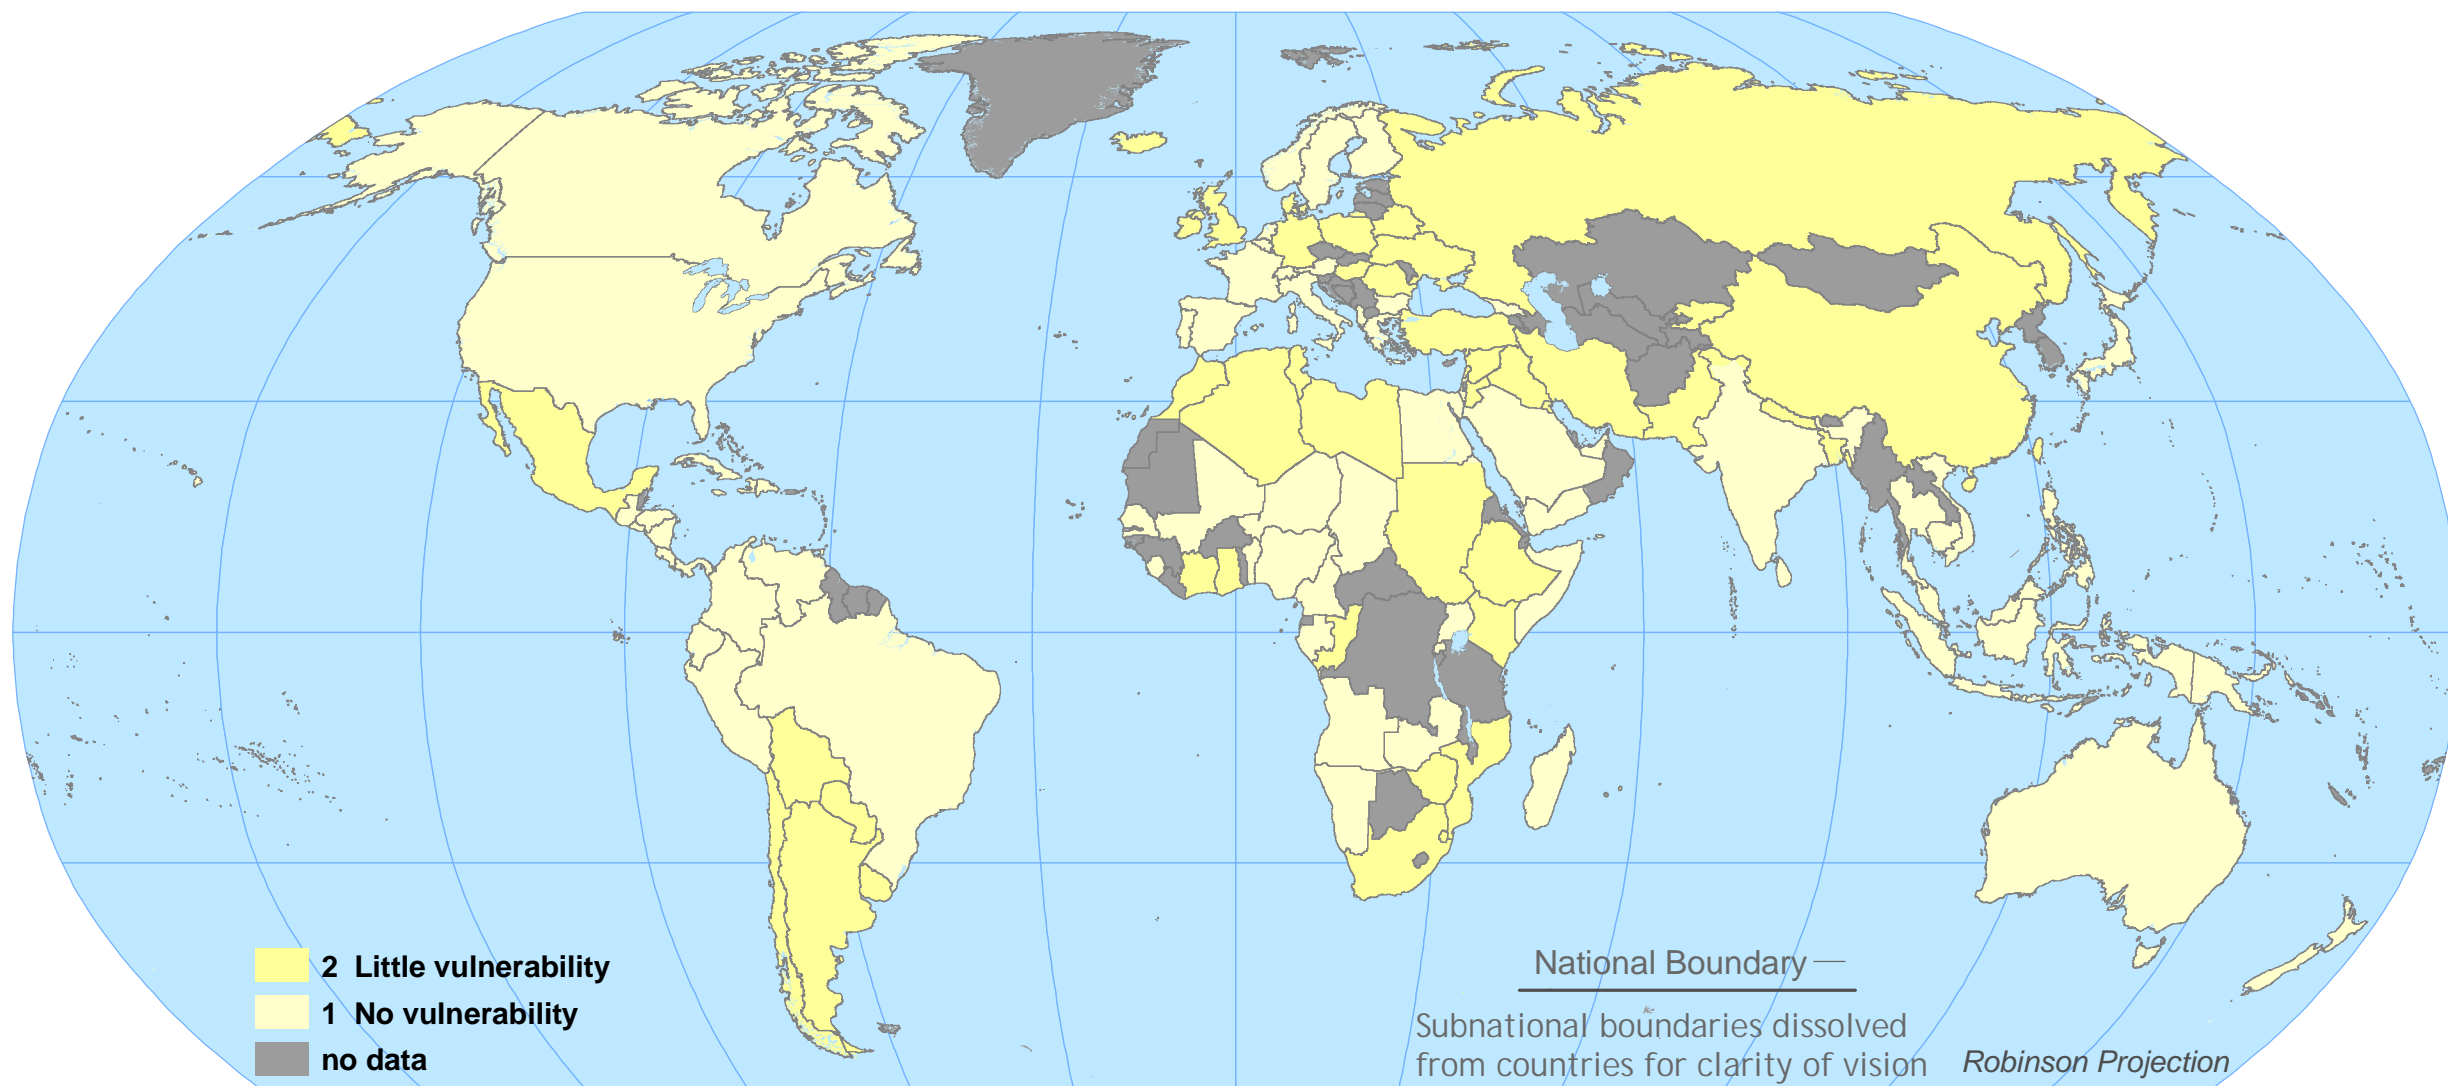 2 Little vulnerability
1 No vulnerability
no data
National Boundary
Subnational boundaries dissolved
from countries for clarity of vision
Robinson Projection